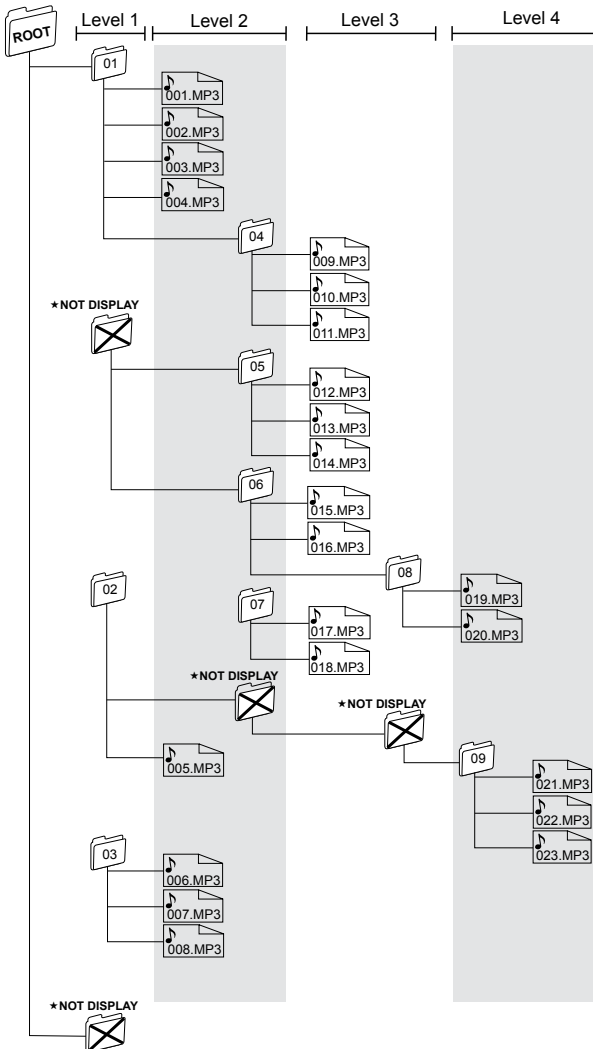 ROOT
Level 1 Level 2 Level 3 Level 4
01
001.MP3
002.MP3
003.MP3
004.MP3
04
009.MP3
010.MP3
011.MP3
★NOT DISPLAY
05
012.MP3
013.MP3
014.MP3
06
015.MP3
016.MP3
08
019.MP3
020.MP3
02
07
017.MP3
018.MP3
★NOT DISPLAY
★NOT DISPLAY
09
021.MP3
022.MP3
023.MP3
005.MP3
03
006.MP3
007.MP3
008.MP3
★NOT DISPLAY